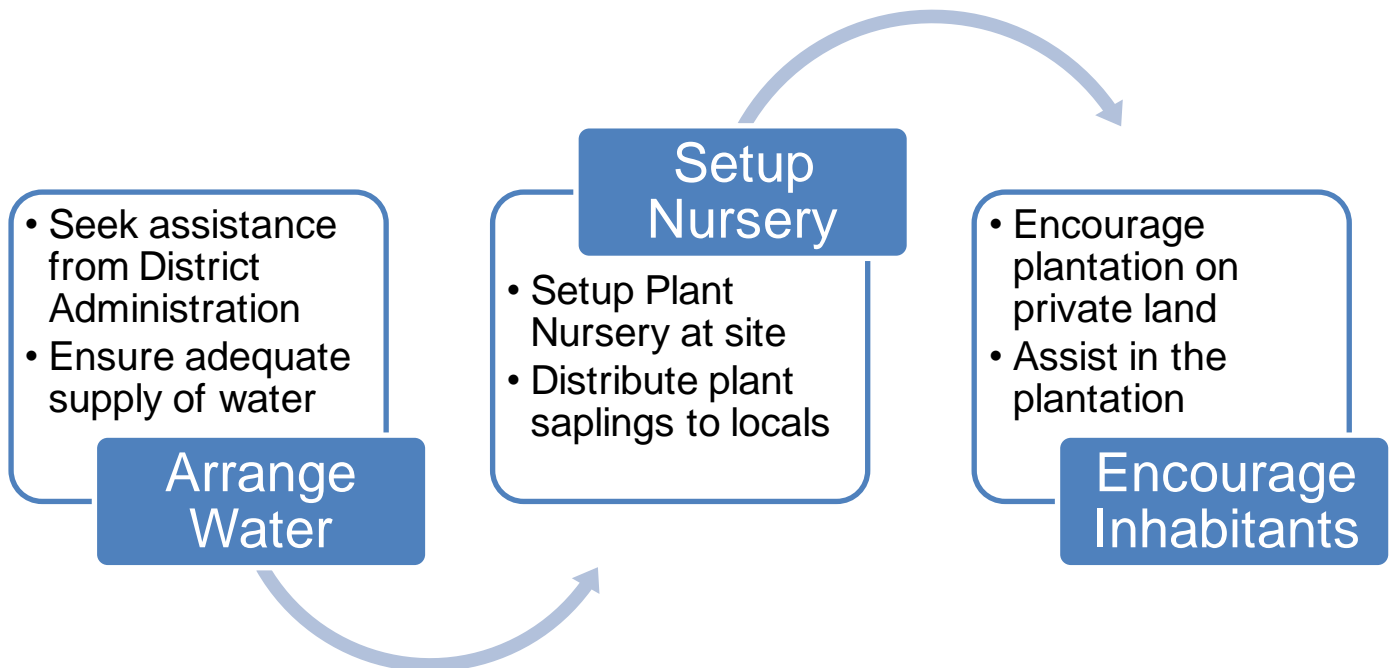 • Seek assistance
from District
Administration
• Ensure adequate
supply of water
Arrange
Water
Setup
Nursery
• Setup Plant
Nursery at site
• Distribute plant
saplings to locals
• Encourage
plantation on
private land
• Assist in the
plantation
Encourage
Inhabitants